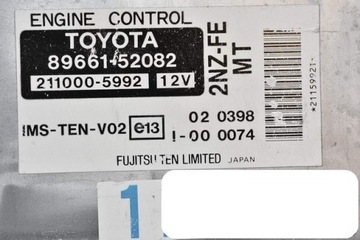 ENGINE CONTROL
TOYOTA
89661-52082
211000-5992 12V
2NZ-FE
MT
IMS-TEN-V02 e13 02 0398
I-00 0074
FUJITSU TEN LIMITED JAPAN
*21159921-
1